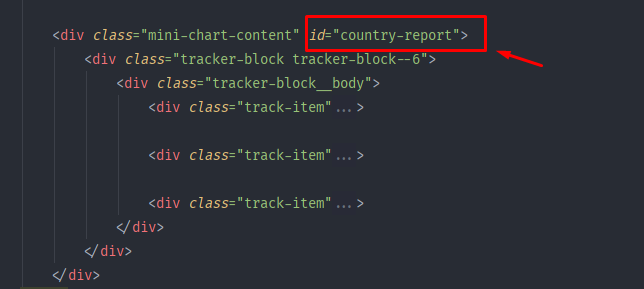 <div class="mini-chart-content" id="country-report">
<div class="tracker-block tracker-block--6">
<div class="tracker-block__body">
<div class="track-item"...>
<div class="track-item"...>
<div class="track-item"...>
</div>
</div>
</div>